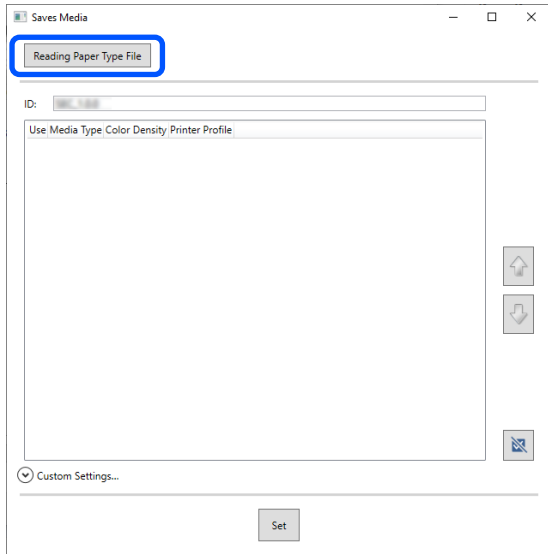 Saves Media
Reading Paper Type File
ID:
Use Media Type Color Density Printer Profile
Custom Settings...
Set